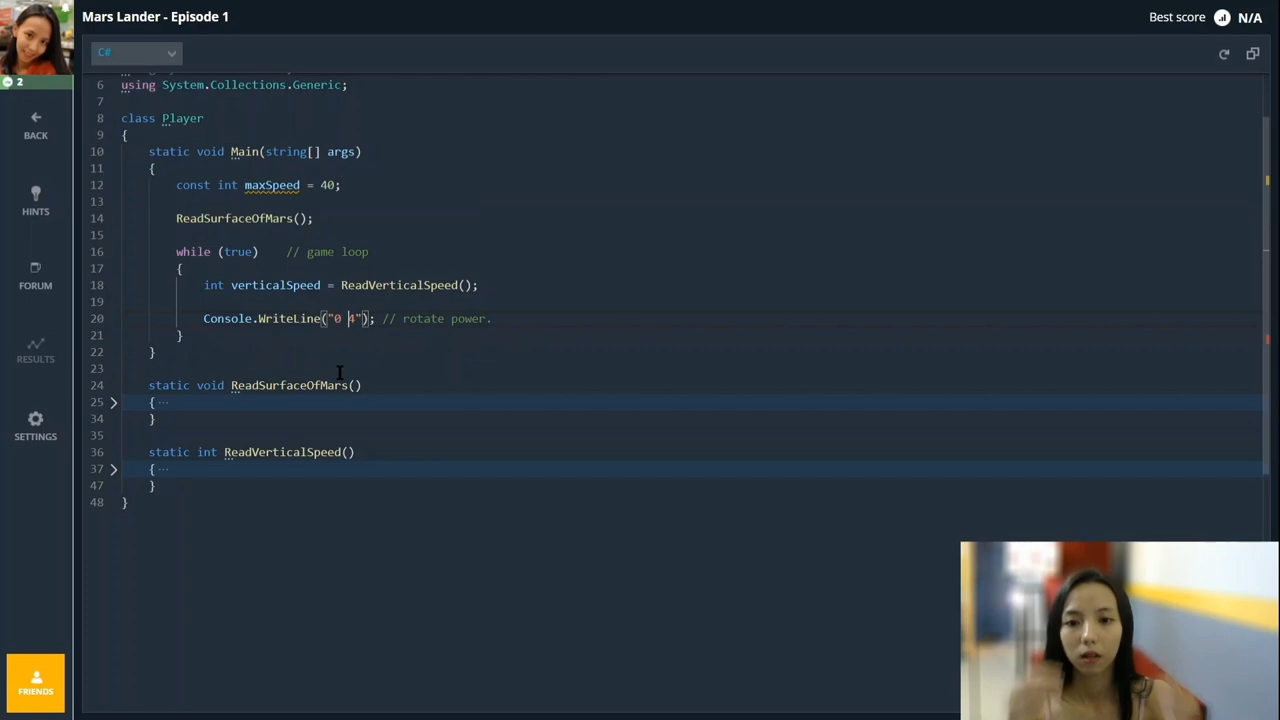 Mars Lander - Episode 1
Best score N/A
2
C#
BACK
HINTS
FORUM
RESULTS
SETTINGS
FRIENDS
6 using System.Collections.Generic;
7
8 class Player
9 {
10 static void Main(string[] args)
11 {
12 const int maxSpeed = 40;
13
14 ReadSurfaceOfMars();
15
16 while (true) // game loop
17 {
18 int verticalSpeed = ReadVerticalSpeed();
19
20 Console.WriteLine("0 4"); // rotate power.
21 }
22 }
23
24 static void ReadSurfaceOfMars()
25 { ···
34 }
35
36 static int ReadVerticalSpeed()
37 { ···
47 }
48 }